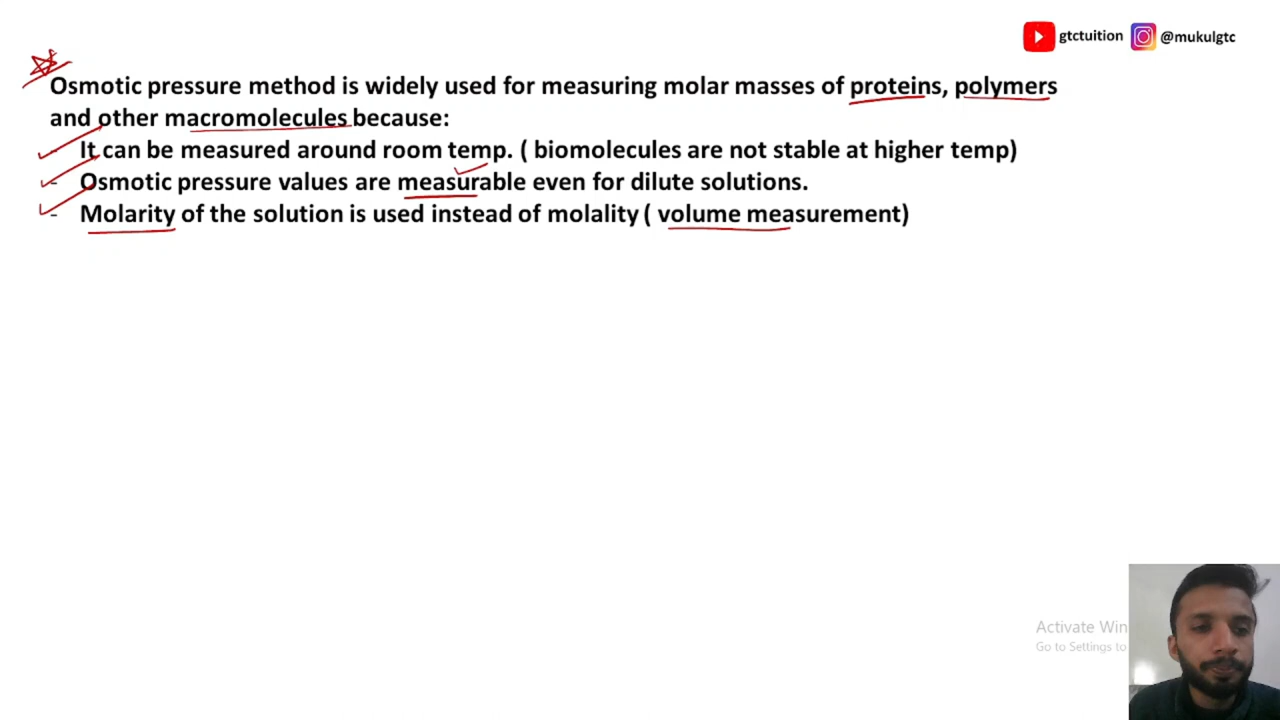 gtctuition @mukulgtc
Osmotic pressure method is widely used for measuring molar masses of proteins, polymers
and other macromolecules because:
- It can be measured around room temp. ( biomolecules are not stable at higher temp)
- Osmotic pressure values are measurable even for dilute solutions.
- Molarity of the solution is used instead of molality ( volume measurement)
Activate Win
Go to Settings to